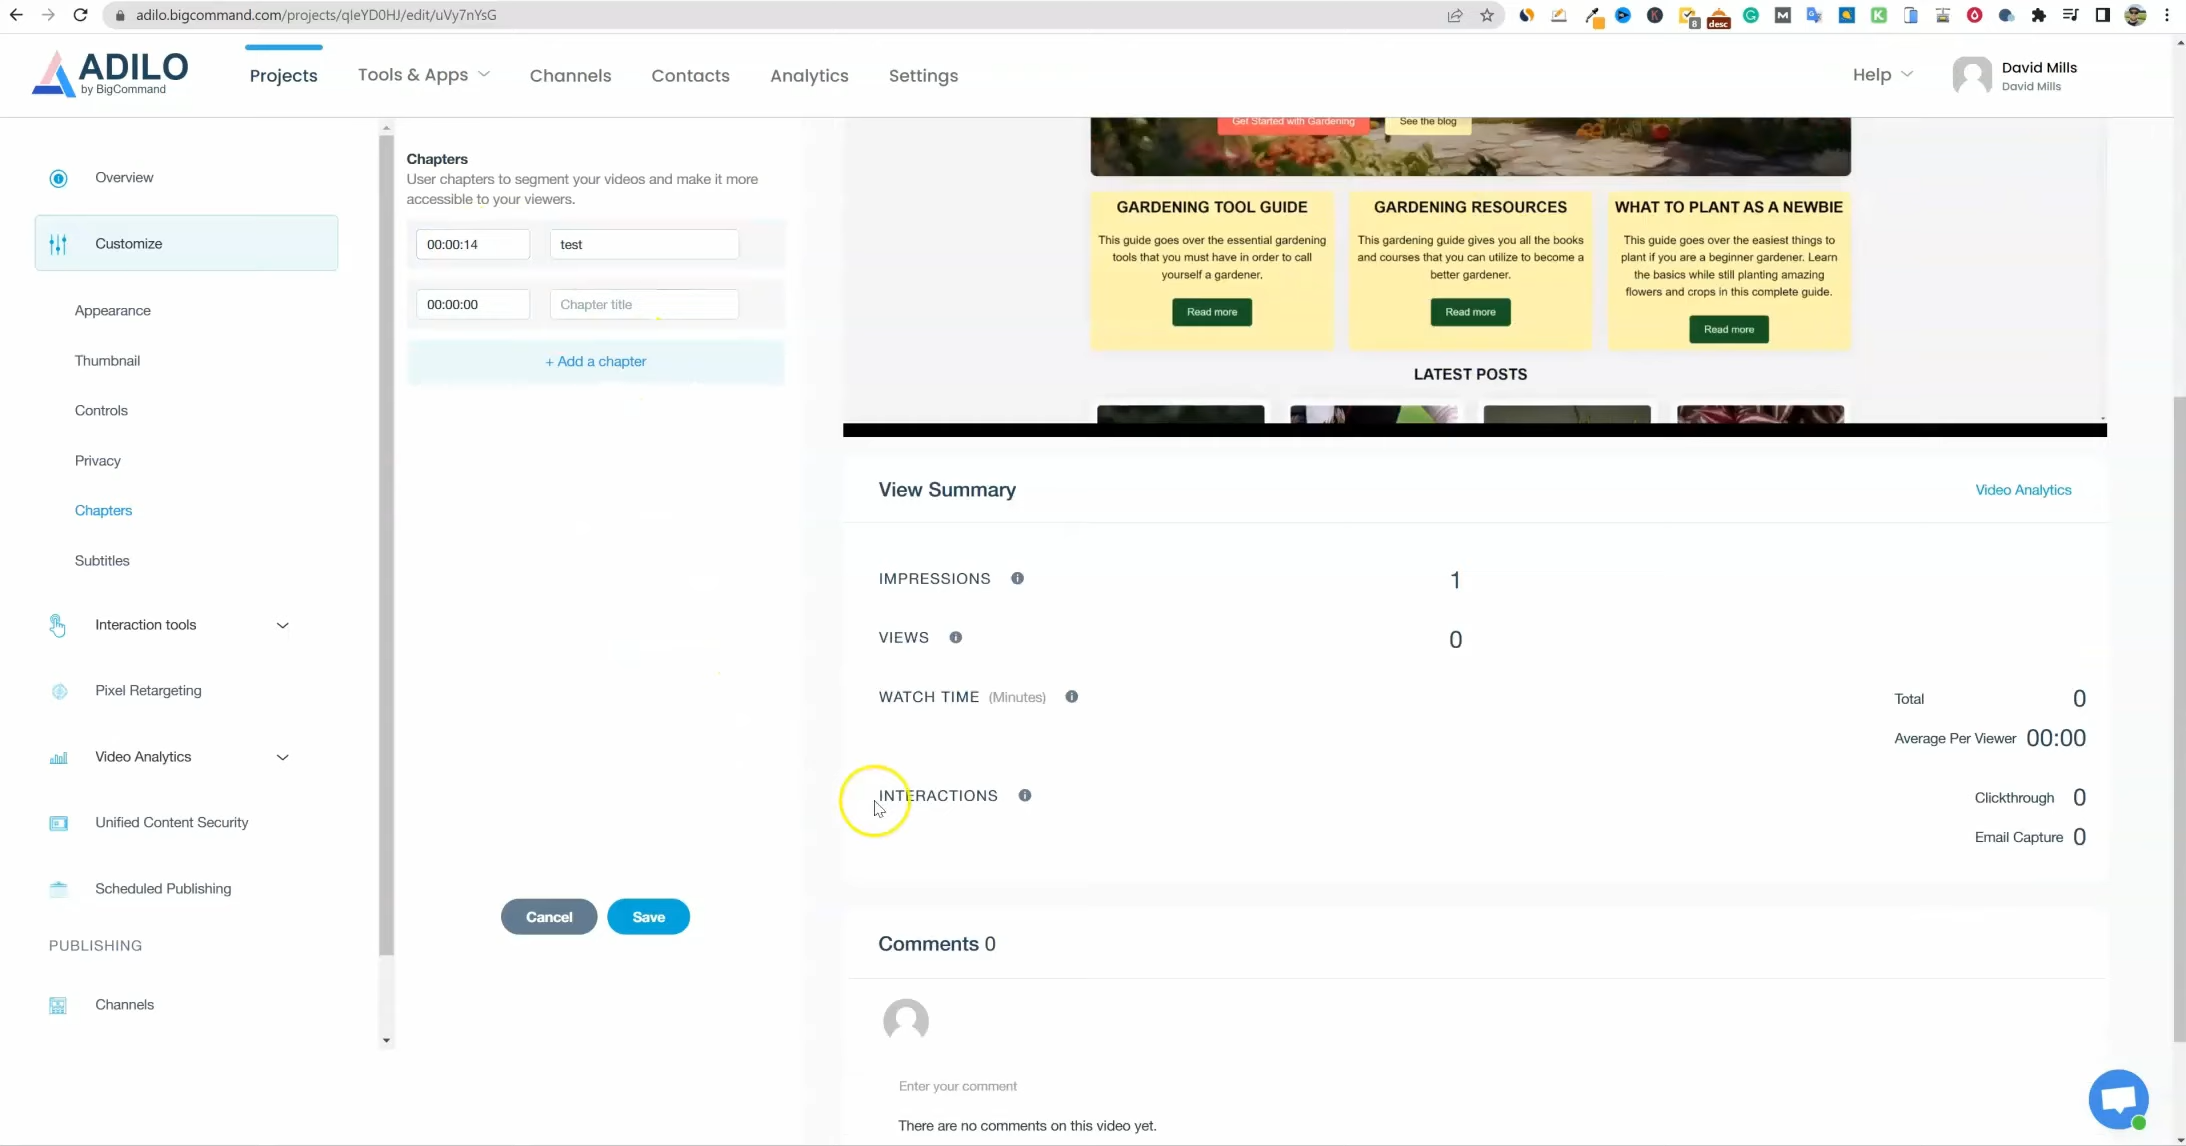 adilo.bigcommand.com/projects/qIeYD0HJ/edit/uVy7nYsG
8
desc
ADILO
by BigCommand
Projects
Tools & Apps
Channels
Contacts
Analytics
Settings
Help
David Mills
David Mills
Overview
Customize
Appearance
Thumbnail
Controls
Privacy
Chapters
Subtitles
Interaction tools
Pixel Retargeting
Video Analytics
Unified Content Security
Scheduled Publishing
PUBLISHING
Channels
Chapters
User chapters to segment your videos and make it more
accessible to your viewers.
00:00:14 test
00:00:00 Chapter title
+ Add a chapter
Cancel Save
Get Started with Gardening See the blog
GARDENING TOOL GUIDE
This guide goes over the essential gardening
tools that you must have in order to call
yourself a gardener.
Read more
GARDENING RESOURCES
This gardening guide gives you all the books
and courses that you can utilize to become a
better gardener.
Read more
WHAT TO PLANT AS A NEWBIE
This guide goes over the easiest things to
plant if you are a beginner gardener. Learn
the basics while still planting amazing
flowers and crops in this complete guide.
Read more
LATEST POSTS
View Summary Video Analytics
IMPRESSIONS 1
VIEWS 0
WATCH TIME (Minutes) Total 0
Average Per Viewer 00:00
INTERACTIONS Clickthrough 0
Email Capture 0
Comments 0
Enter your comment
There are no comments on this video yet.